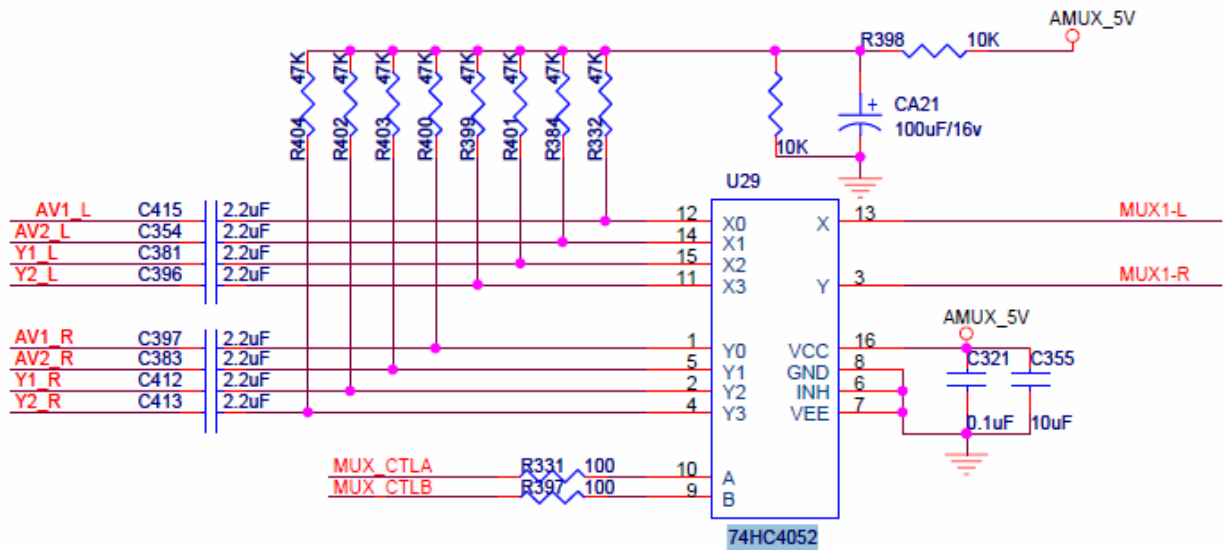 AMUX_5V
R398 10K
47K 47K 47K 47K 47K 47K 47K 47K
R404 R402 R403 R400 R399 R401 R384 R332
10K
+
CA21
100uF/16v
U29
AV1_L C415 2.2uF 12 X0 X 13 MUX1-L
AV2_L C354 2.2uF 14 X1
Y1_L C381 2.2uF 15 X2
Y2_L C396 2.2uF 11 X3 Y 3 MUX1-R
AMUX_5V
AV1_R C397 2.2uF 1 Y0 VCC 16
AV2_R C383 2.2uF 5 Y1 GND 8 C321 C355
Y1_R C412 2.2uF 2 Y2 INH 6
Y2_R C413 2.2uF 4 Y3 VEE 7 0.1uF 10uF
MUX_CTLA R331 100 10 A
MUX_CTLB R397 100 9 B
74HC4052